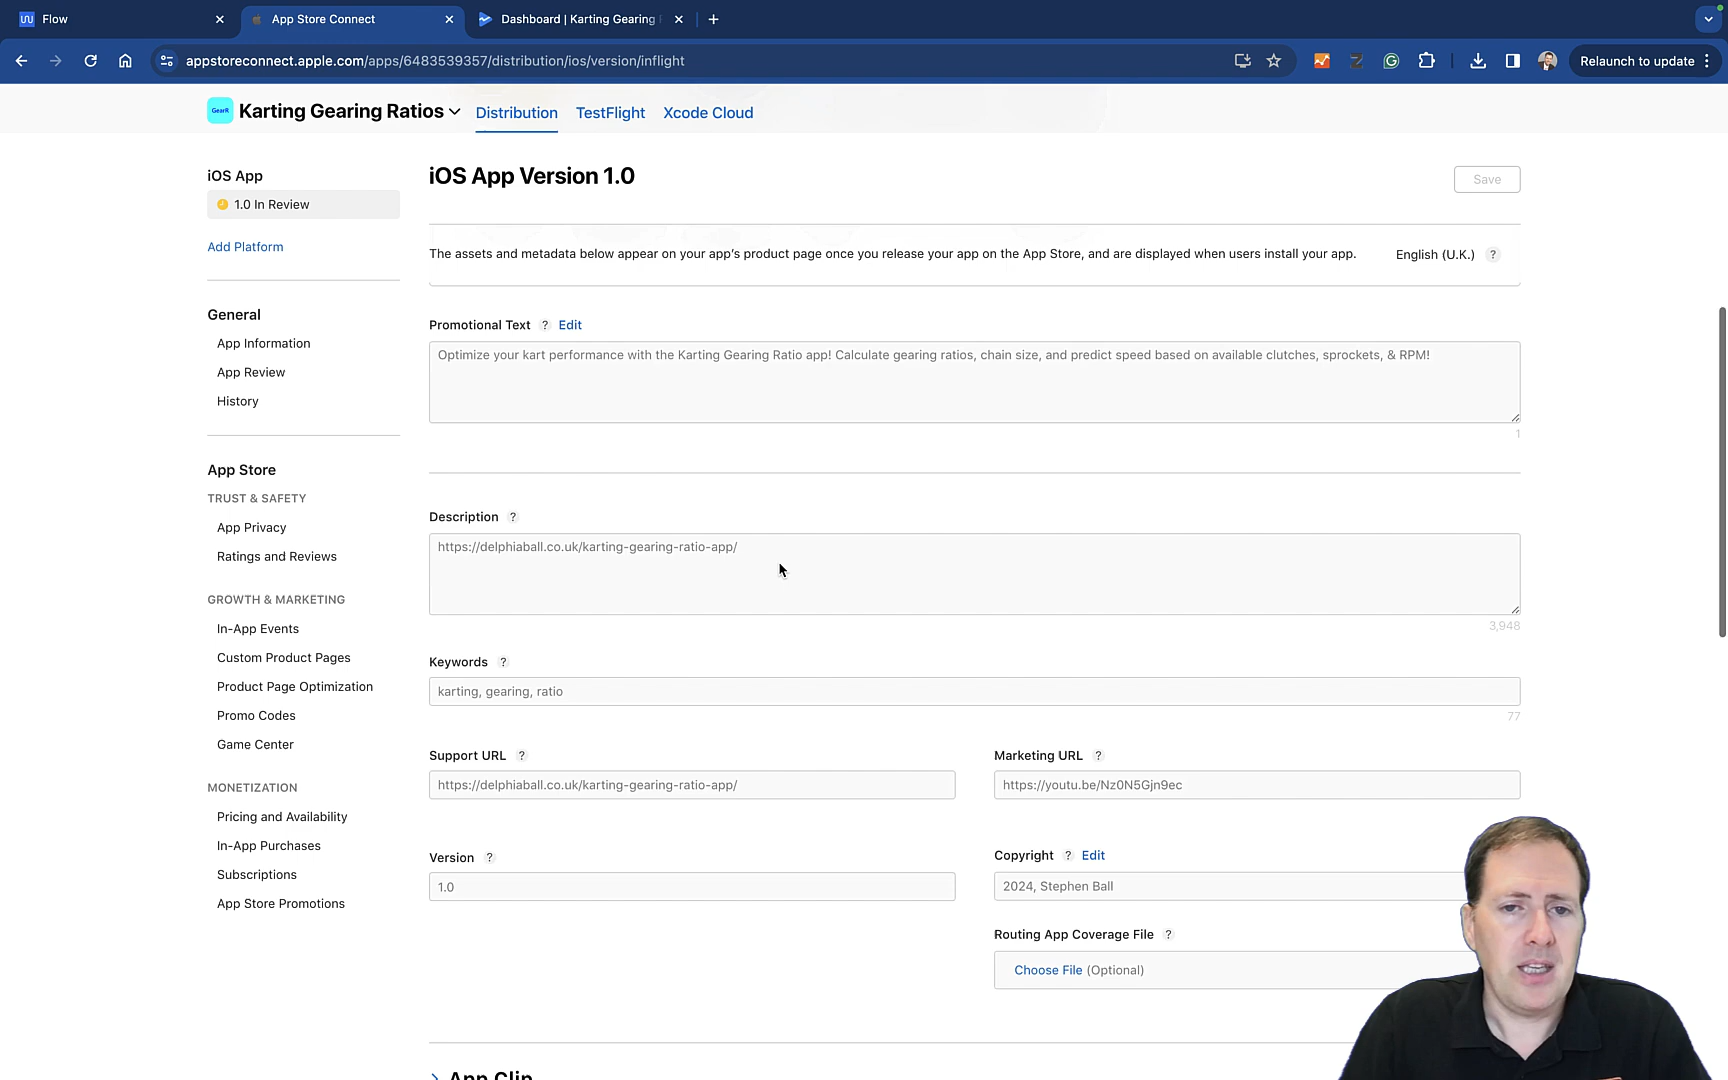 Flow
App Store Connect
Dashboard | Karting Gearing
appstoreconnect.apple.com/apps/6483539357/distribution/ios/version/inflight
Relaunch to update
GearR
Karting Gearing Ratios
Distribution
TestFlight
Xcode Cloud
iOS App
1.0 In Review
Add Platform
General
App Information
App Review
History
App Store
TRUST & SAFETY
App Privacy
Ratings and Reviews
GROWTH & MARKETING
In-App Events
Custom Product Pages
Product Page Optimization
Promo Codes
Game Center
MONETIZATION
Pricing and Availability
In-App Purchases
Subscriptions
App Store Promotions
iOS App Version 1.0
Save
The assets and metadata below appear on your app's product page once you release your app on the App Store, and are displayed when users install your app.
English (U.K.) ?
Promotional Text ? Edit
Optimize your kart performance with the Karting Gearing Ratio app! Calculate gearing ratios, chain size, and predict speed based on available clutches, sprockets, & RPM!
1
Description ?
https://delphiaball.co.uk/karting-gearing-ratio-app/
3,948
Keywords ?
karting, gearing, ratio
77
Support URL ?
https://delphiaball.co.uk/karting-gearing-ratio-app/
Marketing URL ?
https://youtu.be/Nz0N5Gjn9ec
Version ?
1.0
Copyright ? Edit
2024, Stephen Ball
Routing App Coverage File ?
Choose File (Optional)
App Clip